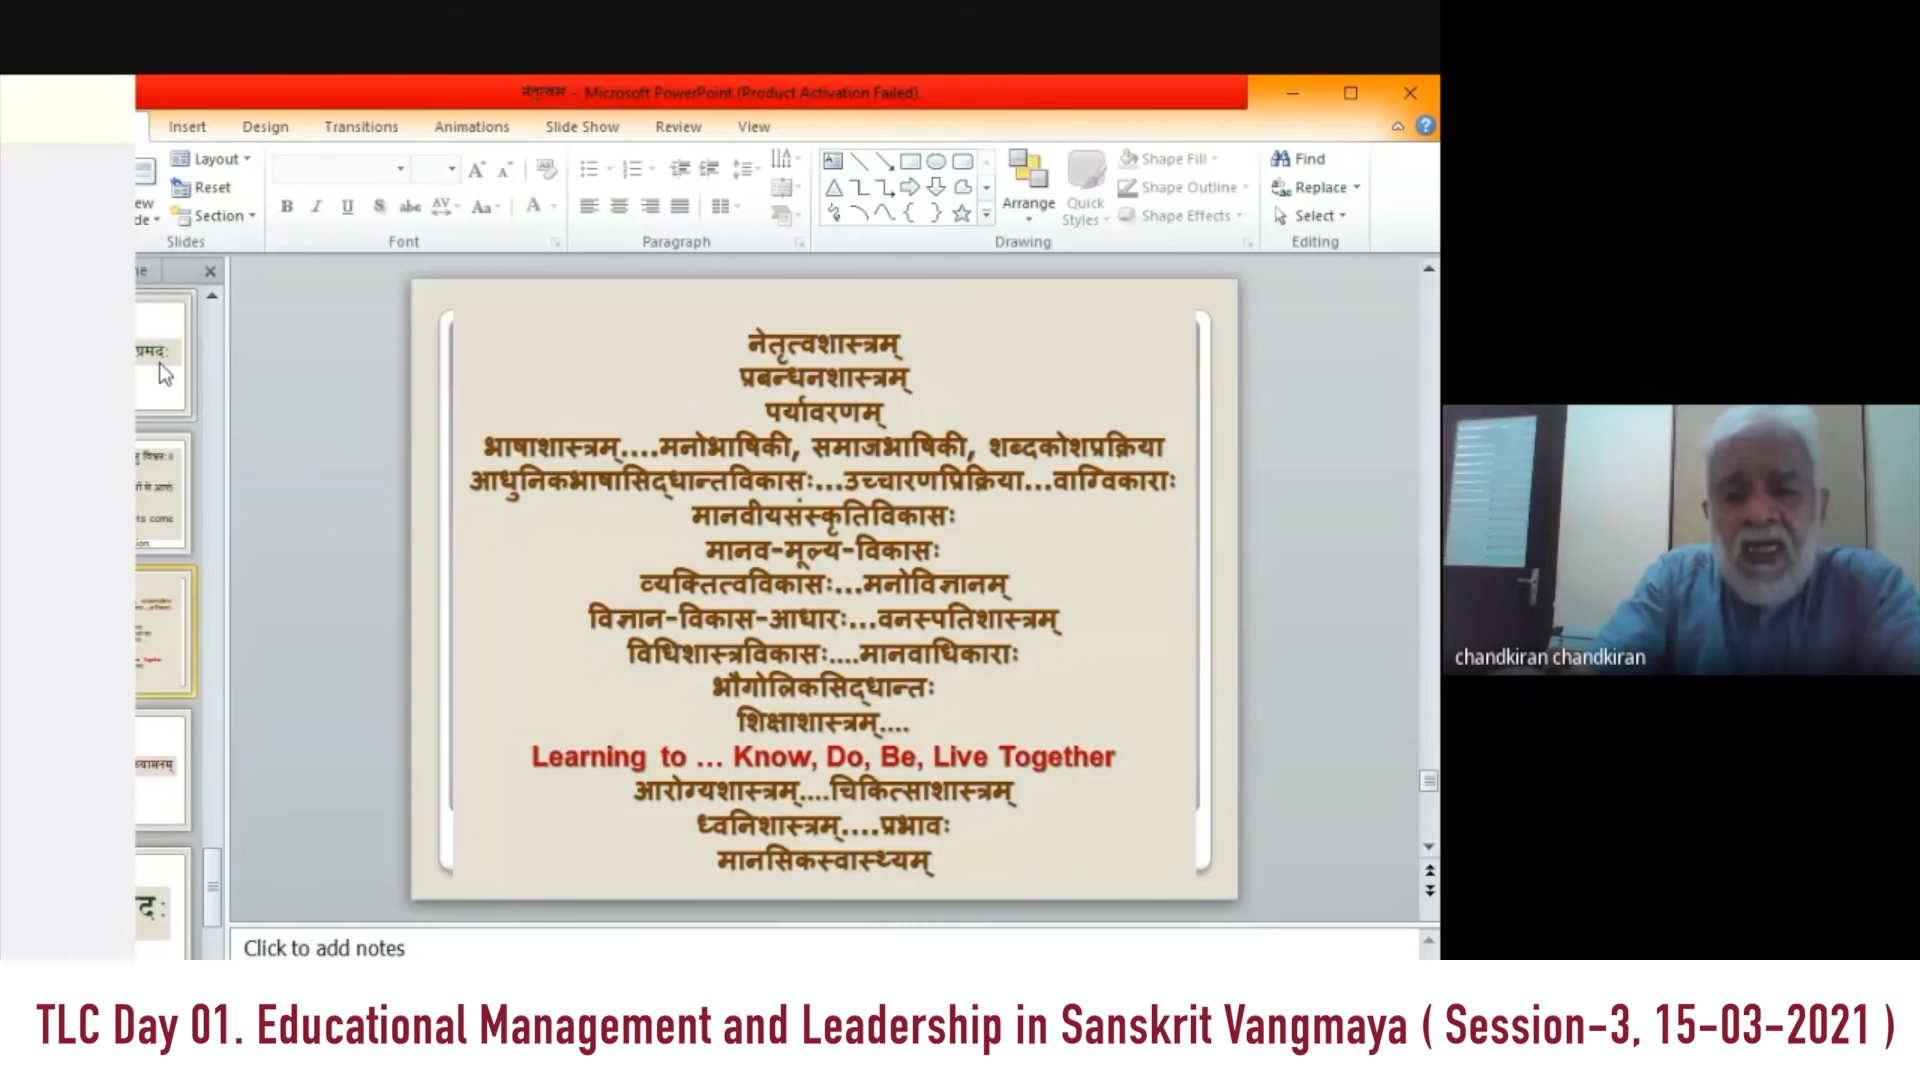 नेतृत्वम - Microsoft PowerPoint (Product Activation Failed)
Insert Design Transitions Animations Slide Show Review View
Layout
Reset
Section
Slides
Font
Paragraph
Arrange
Quick Styles
Shape Fill
Shape Outline
Shape Effects
Drawing
Find
Replace
Select
Editing
प्रमदः
ts come
नेतृत्वशास्त्रम्
प्रबन्धनशास्त्रम्
पर्यावरणम्
भाषाशास्त्रम्....मनोभाषिकी, समाजभाषिकी, शब्दकोशप्रक्रिया
आधुनिकभाषासिद्धान्तविकासः...उच्चारणप्रिक्रिया...वाग्विकाराः
मानवीयसंस्कृतिविकासः
मानव-मूल्य-विकासः
व्यक्तित्वविकासः...मनोविज्ञानम्
विज्ञान-विकास-आधारः...वनस्पतिशास्त्रम्
विधिशास्त्रविकासः....मानवाधिकाराः
भौगोलिकसिद्धान्तः
शिक्षाशास्त्रम्....
Learning to ... Know, Do, Be, Live Together
आरोग्यशास्त्रम्....चिकित्साशास्त्रम्
ध्वनिशास्त्रम्....प्रभावः
मानसिकस्वास्थ्यम्
Click to add notes
chandkiran chandkiran
TLC Day 01. Educational Management and Leadership in Sanskrit Vangmaya ( Session-3, 15-03-2021 )